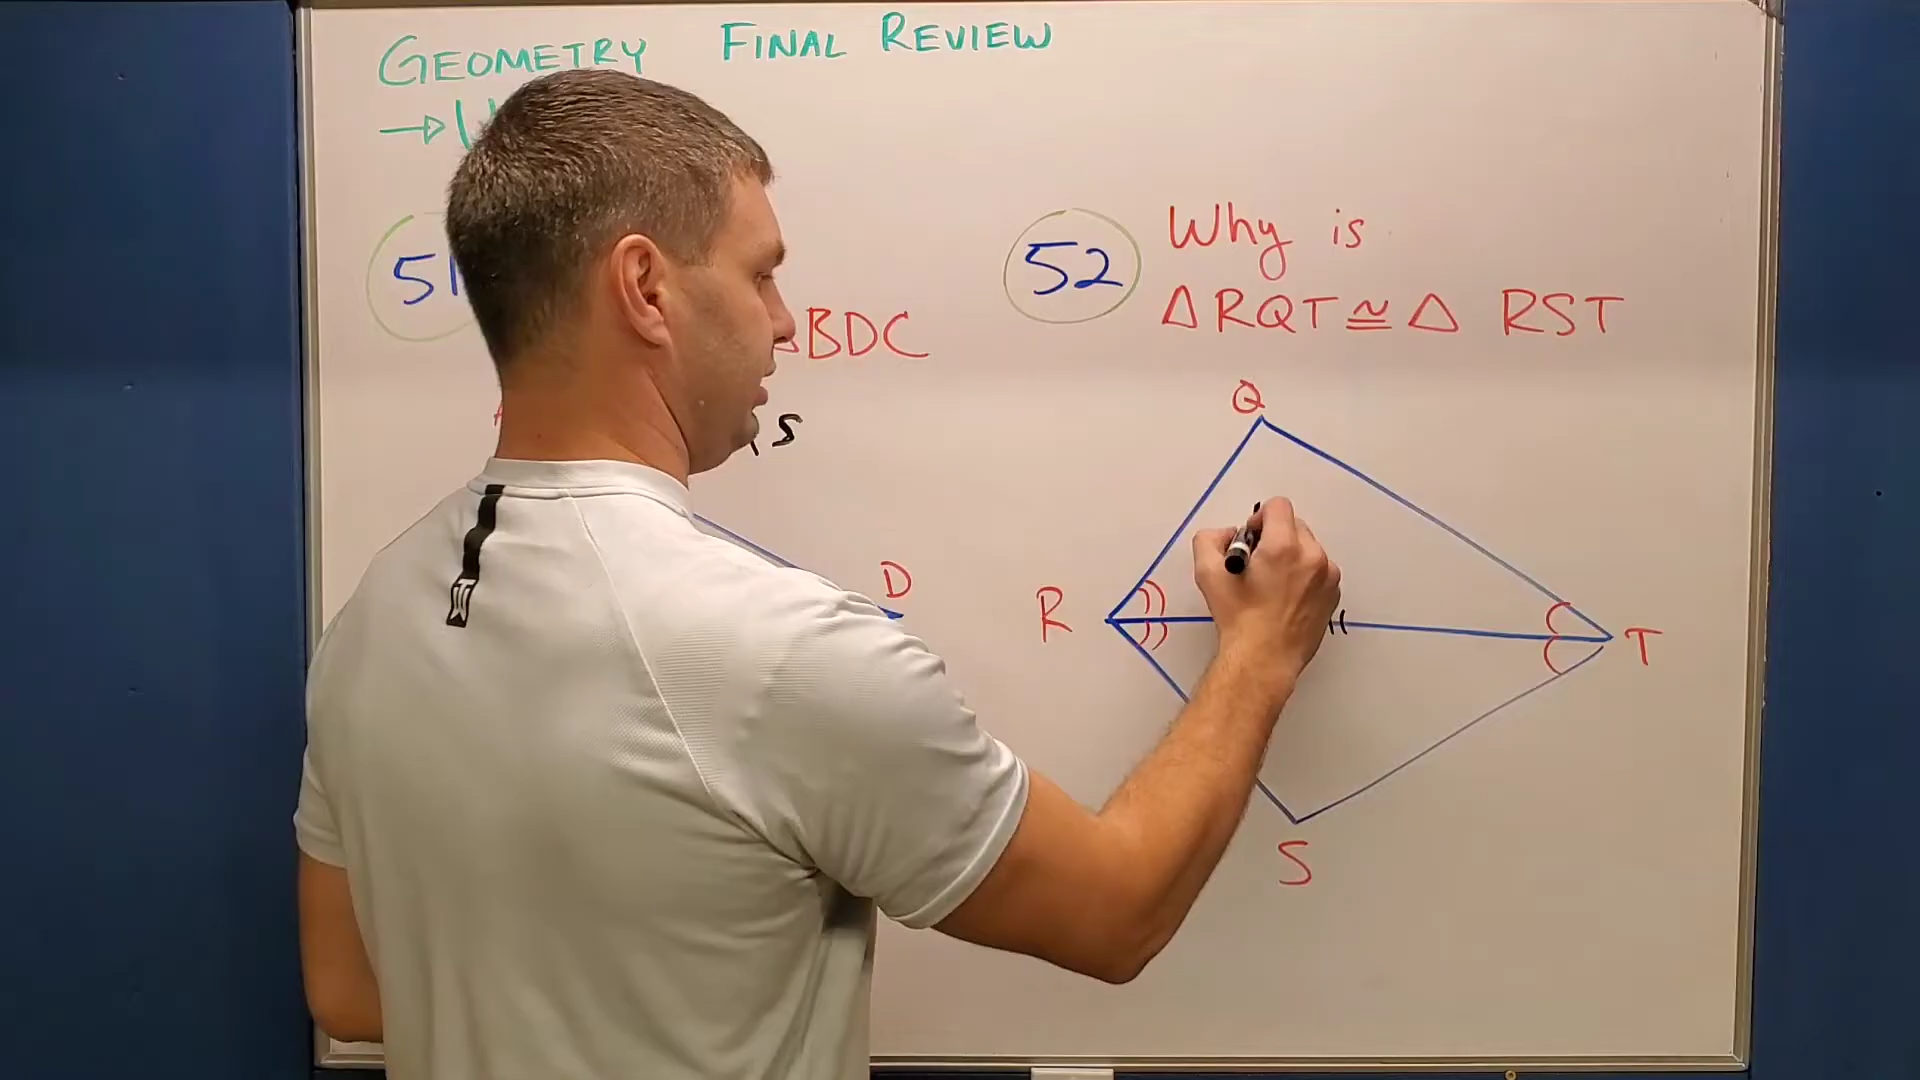 GEOMETRY FINAL REVIEW
51
BDC
S
D
52
Why is
△RQT≅△ RST
Q
R
T
S